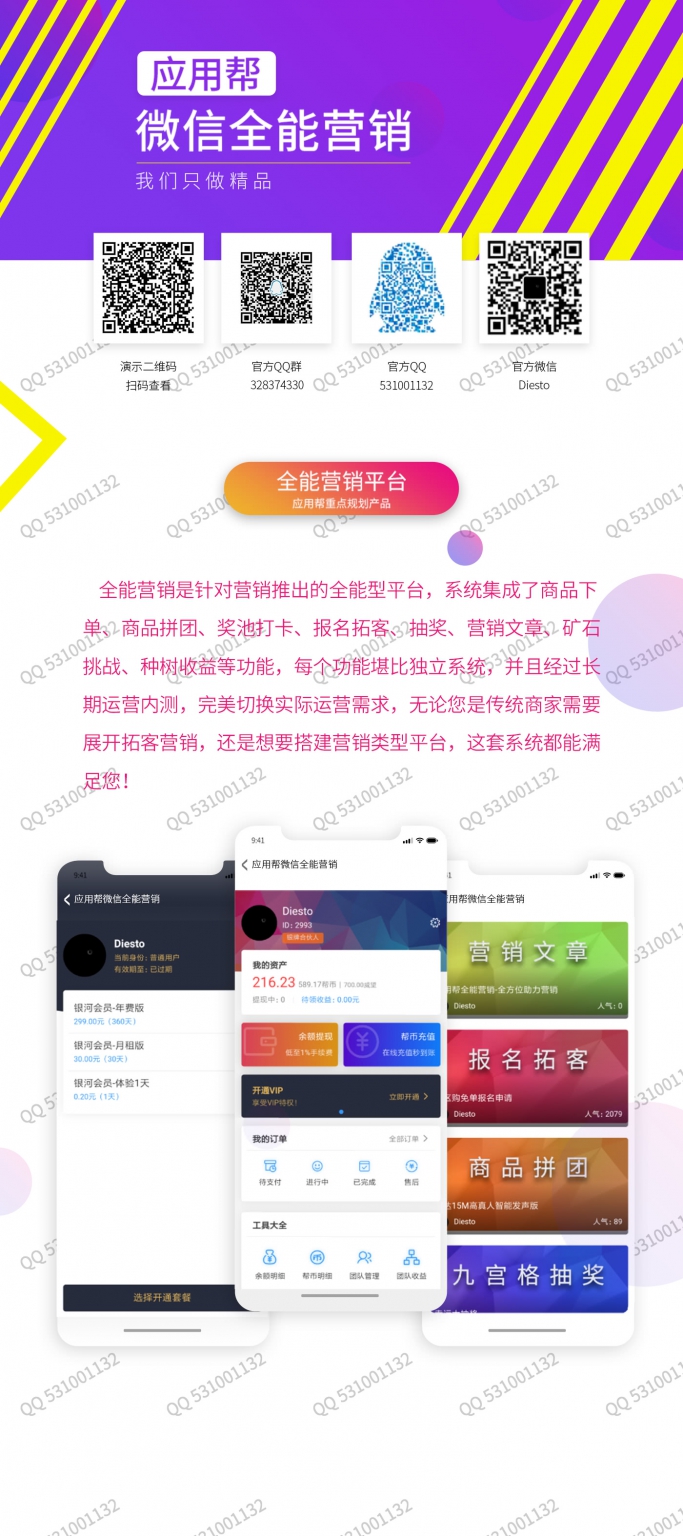 应用帮
微信全能营销
我们只做精品
演示二维码
扫码查看
官方QQ群
328374330
官方QQ
531001132
官方微信
Diesto
全能营销平台
应用帮重点规划产品
全能营销是针对营销推出的全能型平台，系统集成了商品下
单、商品拼团、奖池打卡、报名拓客、抽奖、营销文章、矿石
挑战、种树收益等功能，每个功能堪比独立系统，并且经过长
期运营内测，完美切换实际运营需求，无论您是传统商家需要
展开拓客营销，还是想要搭建营销类型平台，这套系统都能满
足您！
9:41
应用帮微信全能营销
Diesto
当前身份：普通用户
有效期至：已过期
银河会员-年费版
299.00元（360天）
银河会员-月租版
30.00元（30天）
银河会员-体验1天
0.20元（1天）
选择开通套餐
9:41
应用帮微信全能营销
Diesto
ID：2993
银牌合伙人
我的资产
216.23 589.17帮币 | 700.00威望
提现中：0 待领收益：0.00元
余额提现
低至1%手续费
帮币充值
在线充值秒到账
开通VIP
享受VIP特权！
立即开通
我的订单
全部订单
待支付
进行中
已完成
售后
工具大全
余额明细
帮币明细
团队管理
团队收益
用帮微信全能营销
营销文章
用帮全能营销-全方位助力营销
Diesto
人气：0
报名拓客
购免单报名申请
Diesto
人气：2079
商品拼团
15M高真人智能发声版
Diesto
人气：89
九宫格抽奖
QQ 531001132